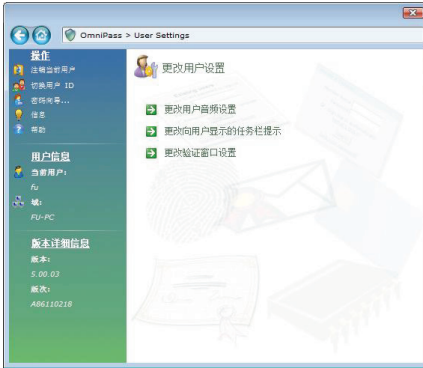 OmniPass > User Settings
操作
注销当前用户
切换用户 ID
密码向导...
信息
帮助
用户信息
当前用户:
fu
域:
FU-PC
版本详细信息
版本:
5.00.03
版次:
AB6110218
更改用户设置
更改用户音频设置
更改向用户显示的任务栏提示
更改验证窗口设置